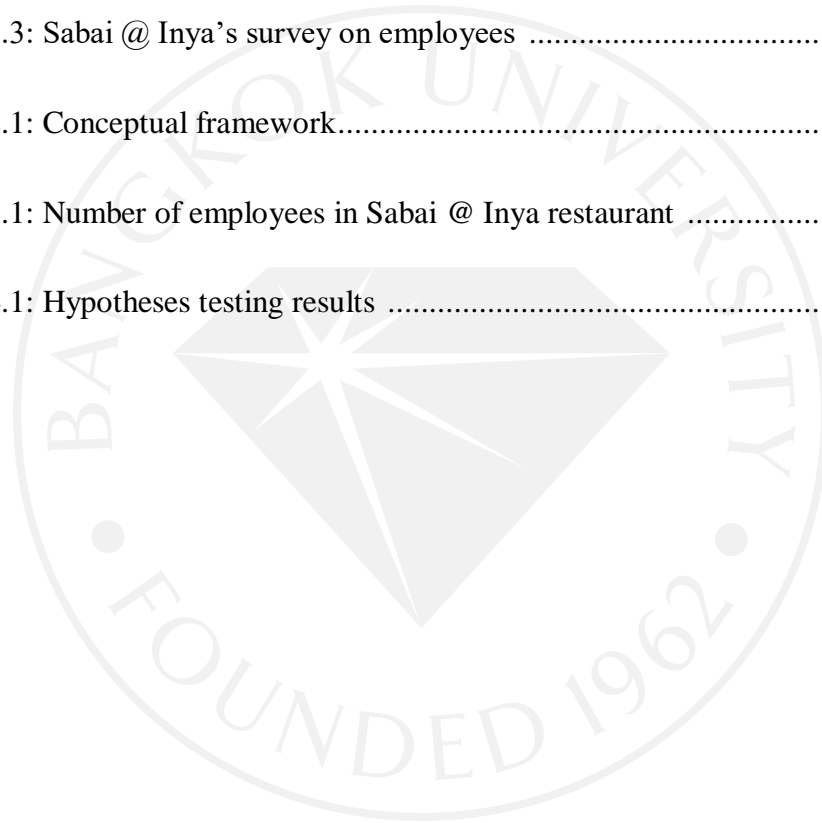 .3: Sabai @ Inya’s survey on employees ...................................
.1: Conceptual framework..........................................................
.1: Number of employees in Sabai @ Inya restaurant ................
.1: Hypotheses testing results ....................................................
BANGKOK UNIVERSITY
• FOUNDED 1962 •